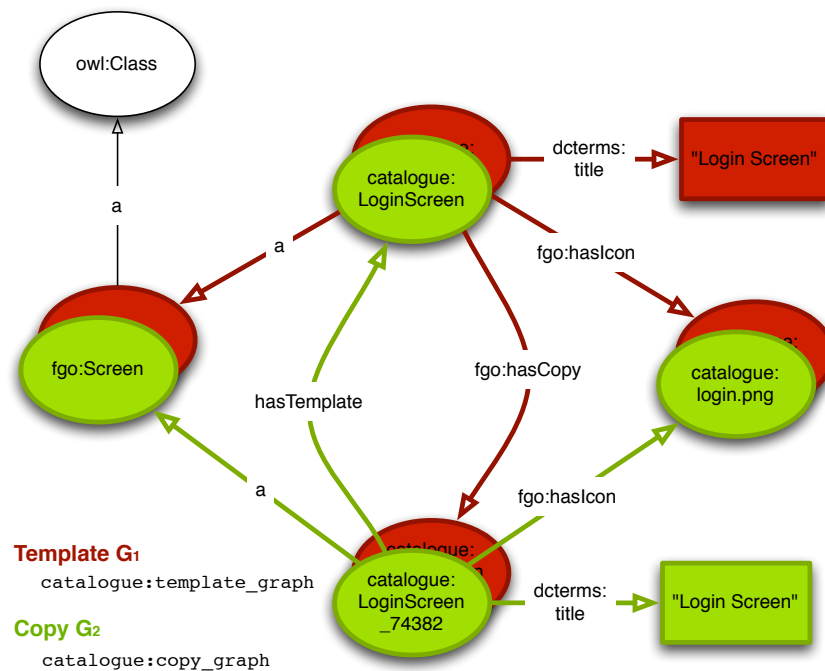 owl:Class
a
catalogue:
LoginScreen
dcterms:
title
"Login Screen"
a
fgo:hasIcon
fgo:Screen
hasTemplate
fgo:hasCopy
catalogue:
login.png
a
fgo:hasIcon
catalogue:
catalogue:
LoginScreen
_74382
dcterms:
title
"Login Screen"
Template G1
catalogue:template_graph
Copy G2
catalogue:copy_graph